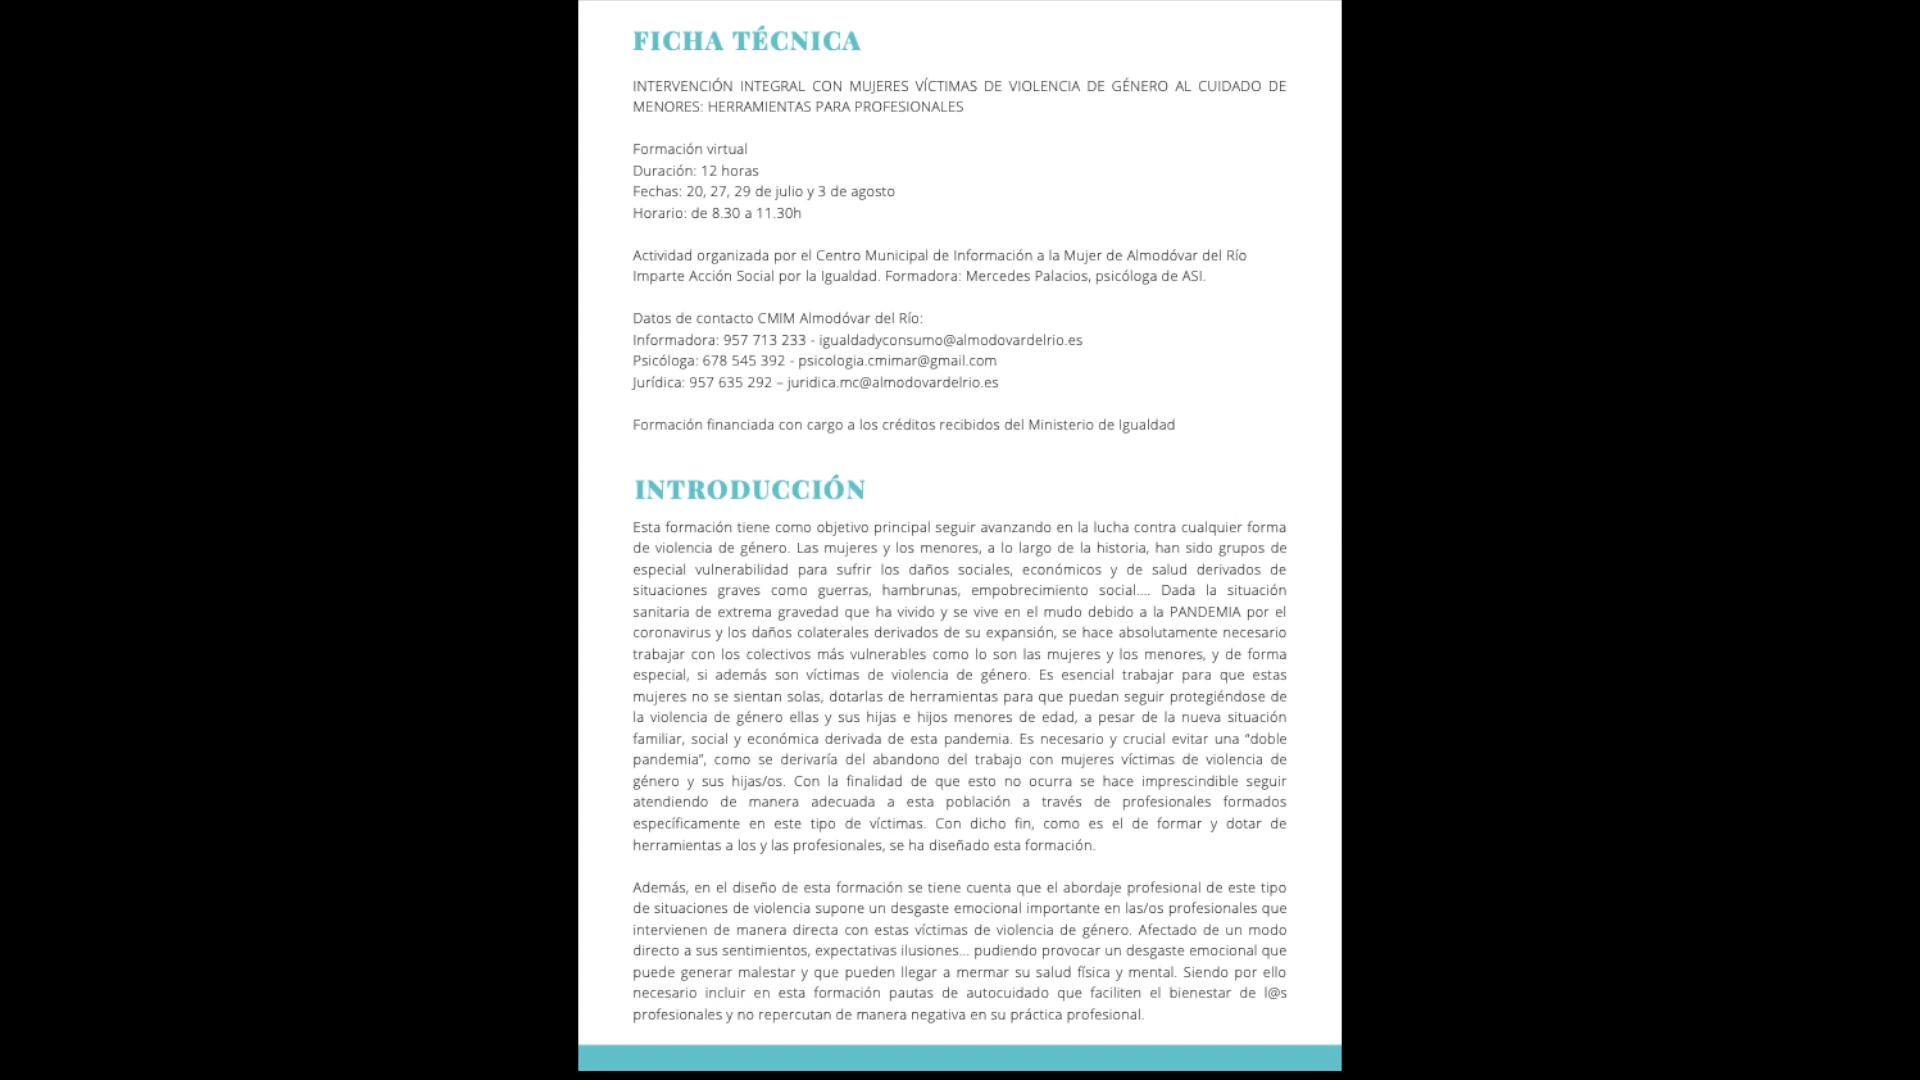 FICHA TÉCNICA
INTERVENCIÓN INTEGRAL CON MUJERES VÍCTIMAS DE VIOLENCIA DE GÉNERO AL CUIDADO DE
MENORES: HERRAMIENTAS PARA PROFESIONALES
Formación virtual
Duración: 12 horas
Fechas: 20, 27, 29 de julio y 3 de agosto
Horario: de 8.30 a 11.30h
Actividad organizada por el Centro Municipal de Información a la Mujer de Almodóvar del Río
Imparte Acción Social por la Igualdad. Formadora: Mercedes Palacios, psicóloga de ASI.
Datos de contacto CMIM Almodóvar del Río:
Informadora: 957 713 233 - igualdadyconsumo@almodovardelrio.es
Psicóloga: 678 545 392 - psicologia.cmimar@gmail.com
Jurídica: 957 635 292 – juridica.mc@almodovardelrio.es
Formación financiada con cargo a los créditos recibidos del Ministerio de Igualdad
INTRODUCCIÓN
Esta formación tiene como objetivo principal seguir avanzando en la lucha contra cualquier forma
de violencia de género. Las mujeres y los menores, a lo largo de la historia, han sido grupos de
especial vulnerabilidad para sufrir los daños sociales, económicos y de salud derivados de
situaciones graves como guerras, hambrunas, empobrecimiento social.... Dada la situación
sanitaria de extrema gravedad que ha vivido y se vive en el mudo debido a la PANDEMIA por el
coronavirus y los daños colaterales derivados de su expansión, se hace absolutamente necesario
trabajar con los colectivos más vulnerables como lo son las mujeres y los menores, y de forma
especial, si además son víctimas de violencia de género. Es esencial trabajar para que estas
mujeres no se sientan solas, dotarlas de herramientas para que puedan seguir protegiéndose de
la violencia de género ellas y sus hijas e hijos menores de edad, a pesar de la nueva situación
familiar, social y económica derivada de esta pandemia. Es necesario y crucial evitar una “doble
pandemia”, como se derivaría del abandono del trabajo con mujeres víctimas de violencia de
género y sus hijas/os. Con la finalidad de que esto no ocurra se hace imprescindible seguir
atendiendo de manera adecuada a esta población a través de profesionales formados
específicamente en este tipo de víctimas. Con dicho fin, como es el de formar y dotar de
herramientas a los y las profesionales, se ha diseñado esta formación.
Además, en el diseño de esta formación se tiene cuenta que el abordaje profesional de este tipo
de situaciones de violencia supone un desgaste emocional importante en las/os profesionales que
intervienen de manera directa con estas víctimas de violencia de género. Afectado de un modo
directo a sus sentimientos, expectativas ilusiones... pudiendo provocar un desgaste emocional que
puede generar malestar y que pueden llegar a mermar su salud física y mental. Siendo por ello
necesario incluir en esta formación pautas de autocuidado que faciliten el bienestar de l@s
profesionales y no repercutan de manera negativa en su práctica profesional.